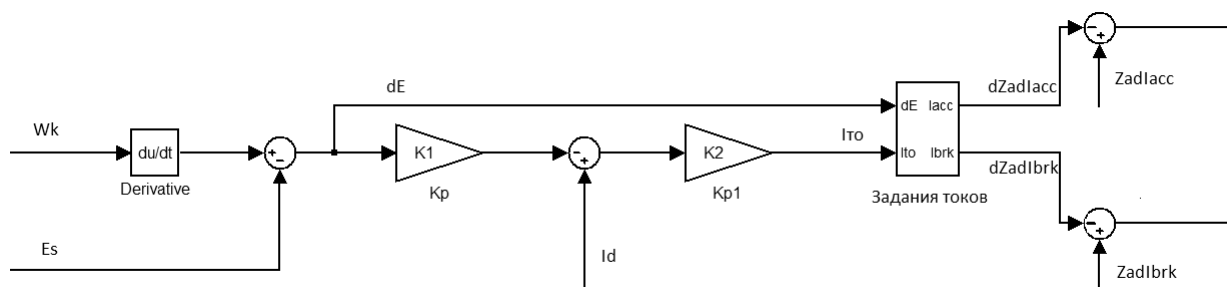 dZadIacc
ZadIacc
dE
Wk
du/dt
Derivative
K1
Kp
K2
Kp1
Iто
dE Iacc
Ito Ibrk
Задания токов
dZadIbrk
Es
Id
ZadIbrk